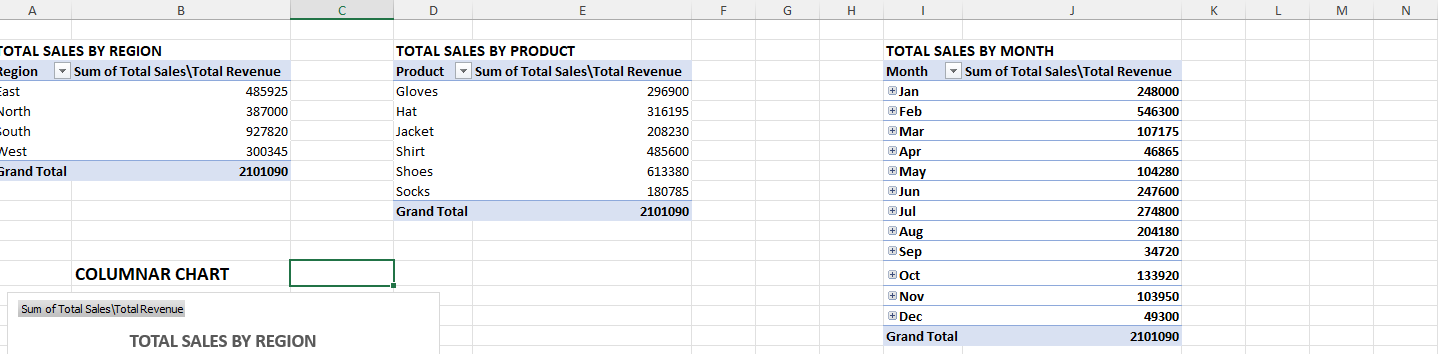 A B C D E F G H I J K L M N
TOTAL SALES BY REGION TOTAL SALES BY PRODUCT TOTAL SALES BY MONTH
Region Sum of Total Sales\Total Revenue Product Sum of Total Sales\Total Revenue Month Sum of Total Sales\Total Revenue
East 485925 Gloves 296900 Jan 248000
North 387000 Hat 316195 Feb 546300
South 927820 Jacket 208230 Mar 107175
West 300345 Shirt 485600 Apr 46865
Grand Total 2101090 Shoes 613380 May 104280
Socks 180785 Jun 247600
Grand Total 2101090 Jul 274800
Aug 204180
Sep 34720
COLUMNAR CHART Oct 133920
Sum of Total Sales\Total Revenue Nov 103950
Dec 49300
TOTAL SALES BY REGION Grand Total 2101090